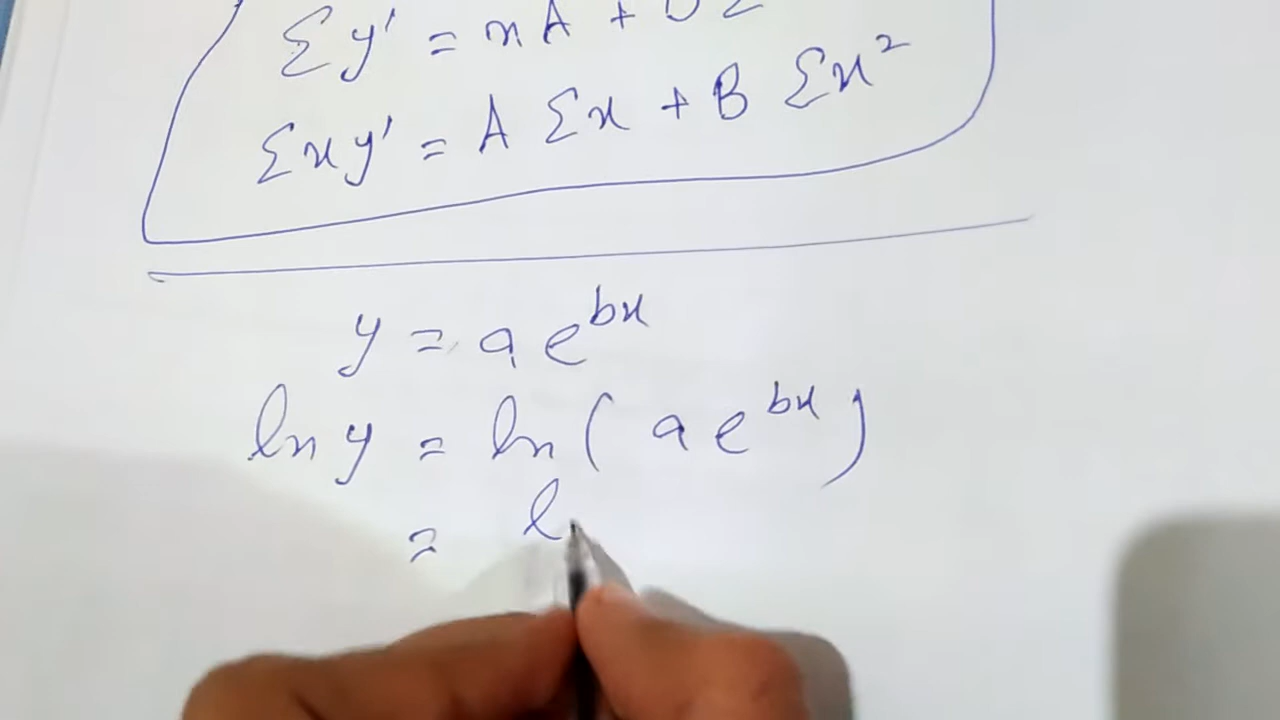 Σy' = nA +
Σxy' = A Σx + B Σx²
y = a e^{bx}
ln y = ln ( a e^{bx} )
= l